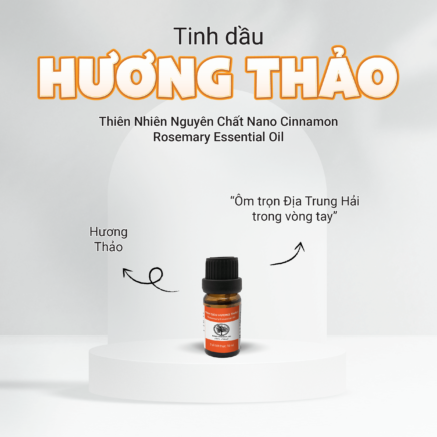 Tinh dầu
HƯƠNG THẢO
Thiên Nhiên Nguyên Chất Nano Cinnamon
Rosemary Essential Oil
“Ôm trọn Địa Trung Hải
trong vòng tay”
Hương
Thảo